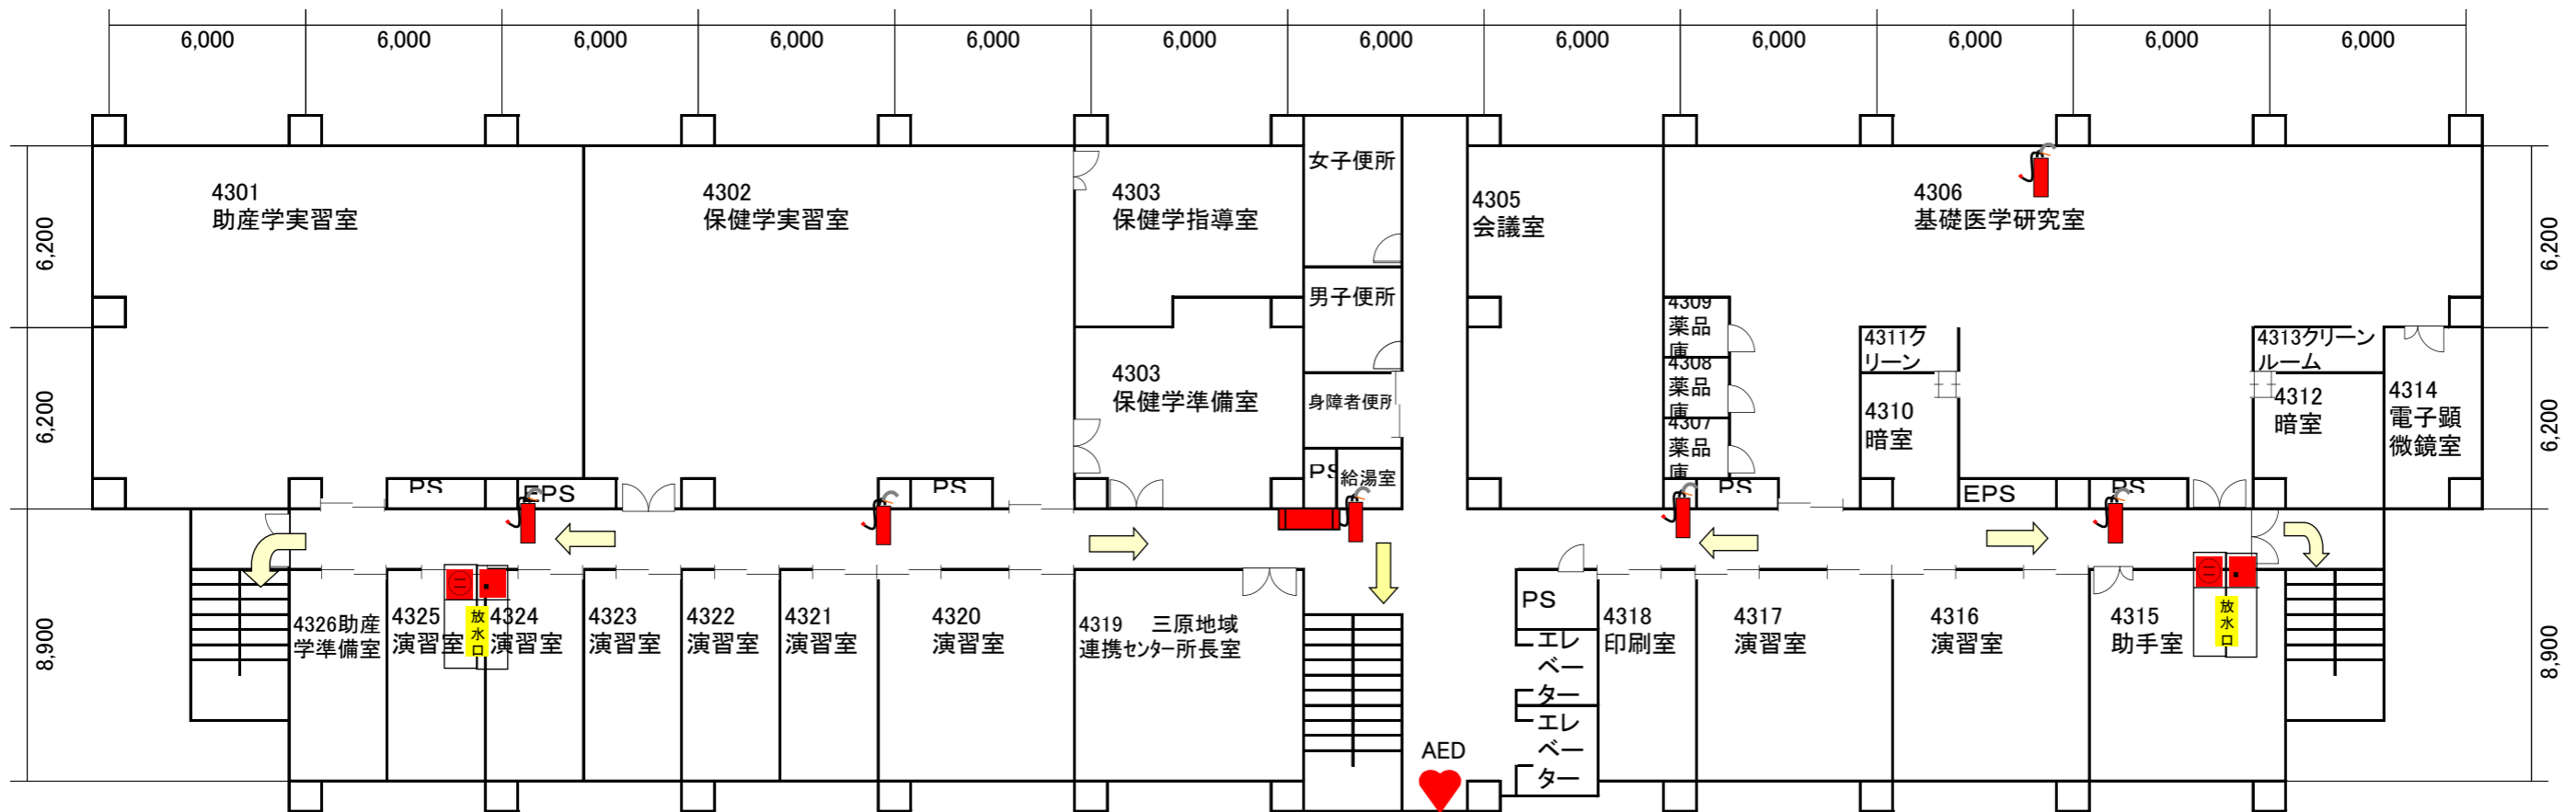 6,000
6,000
6,000
6,000
6,000
6,000
6,000
6,000
6,000
6,000
6,000
6,000
6,200
4301
助産学実習室
4302
保健学実習室
4303
保健学指導室
女子便所
4305
会議室
4306
基礎医学研究室
6,200
男子便所
4309
薬品
庫
4311ク
リーン
4313クリーン
ルーム
6,200
4303
保健学準備室
身障者便所
4308
薬品
庫
4310
暗室
4312
暗室
4314
電子顕
微鏡室
6,200
4307
薬品
庫
PS
EPS
PS
PS
給湯室
PS
EPS
PS
8,900
4326助産
学準備室
4325
演習室
放
水
口
4324
演習室
4323
演習室
4322
演習室
4321
演習室
4320
演習室
4319 三原地域
連携センター所長室
PS
エレ
ベー
ター
エレ
ベー
ター
4318
印刷室
4317
演習室
4316
演習室
4315
助手室
放
水
口
8,900
AED